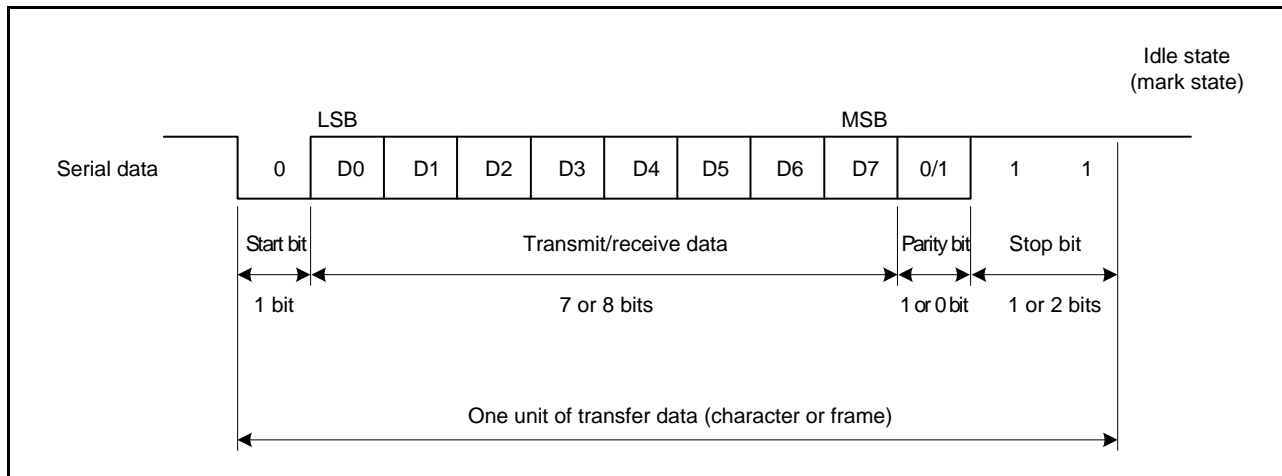 Idle state
(mark state)
LSB
MSB
Serial data
0
D0
D1
D2
D3
D4
D5
D6
D7
0/1
1
1
Start bit
Transmit/receive data
Parity bit
Stop bit
1 bit
7 or 8 bits
1 or 0 bit
1 or 2 bits
One unit of transfer data (character or frame)